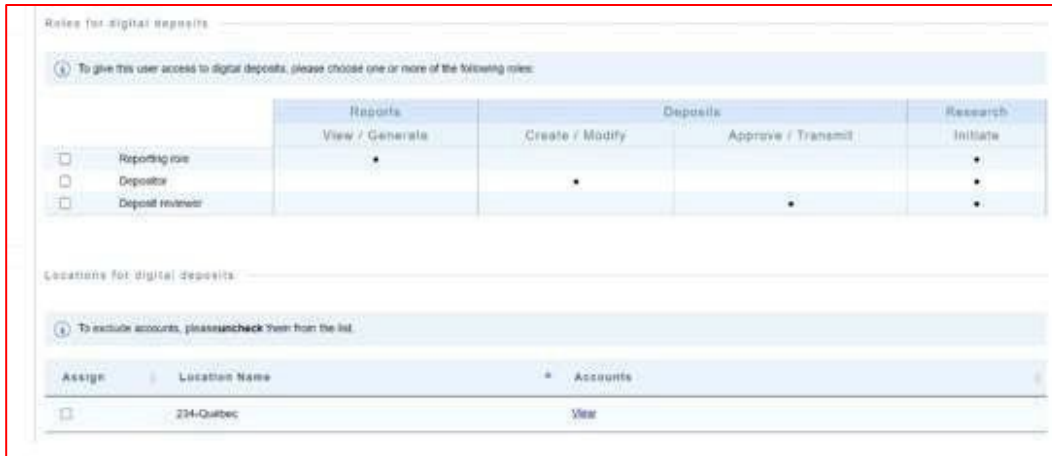 Roles for digital deposits
To give this user access to digital deposits, please choose one or more of the following roles:
Reports Deposits Research
View / Generate Create / Modify Approve / Transmit Initiate
Reporting role • •
Depositor • •
Deposit reviewer • •
Locations for digital deposits
To exclude accounts, pleaseuncheck them from the list.
Assign Location Name Accounts
234-Québec View